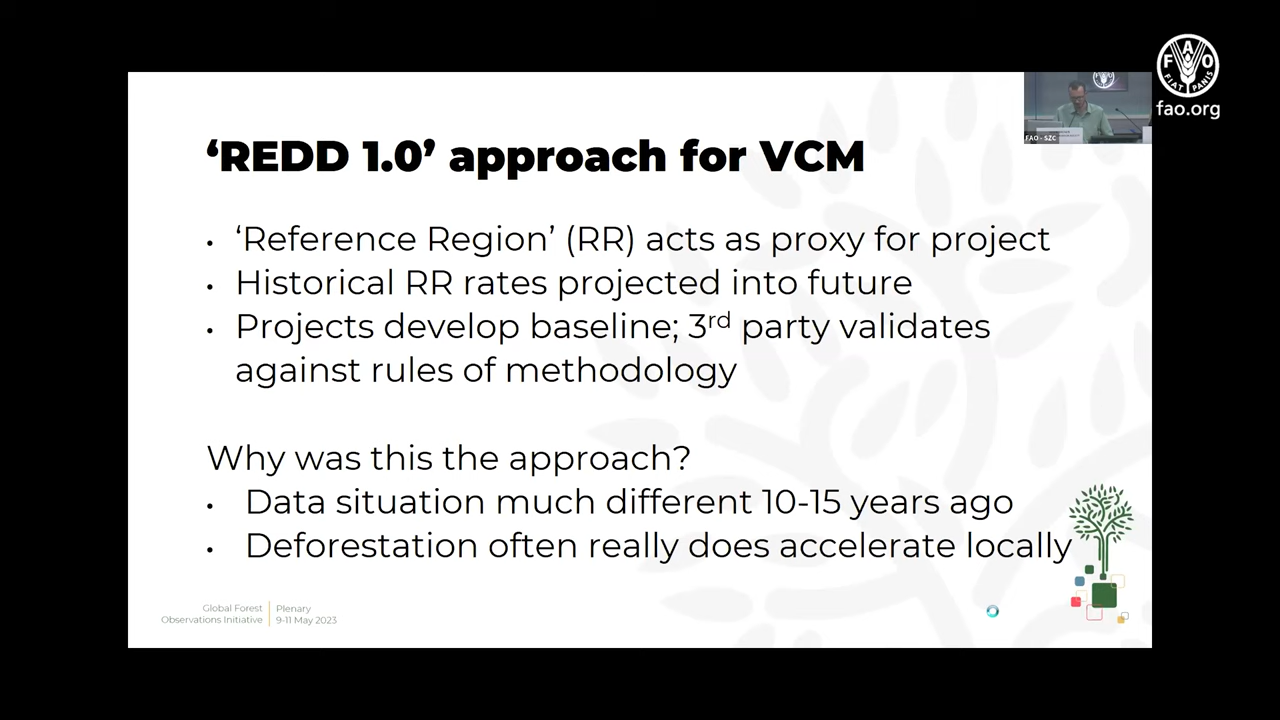 FAO
FIAT PANIS
fao.org
FAO - SZC
‘REDD 1.0’ approach for VCM
• ‘Reference Region’ (RR) acts as proxy for project
• Historical RR rates projected into future
• Projects develop baseline; 3rd party validates
against rules of methodology
Why was this the approach?
• Data situation much different 10-15 years ago
• Deforestation often really does accelerate locally
Global Forest
Observations Initiative
Plenary
9-11 May 2023